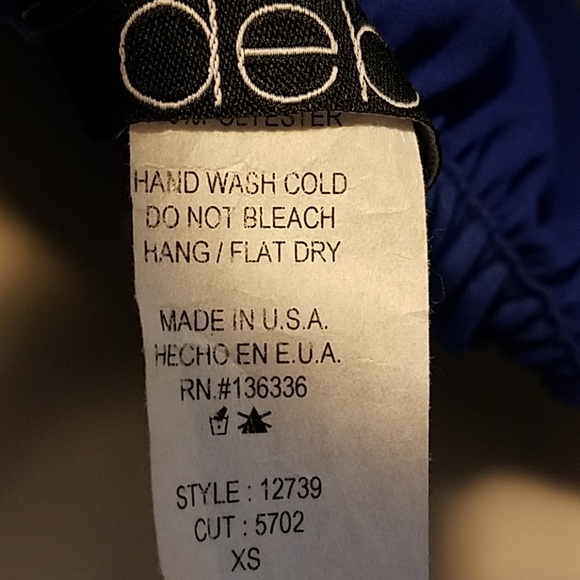 deb
POLYESTER
HAND WASH COLD
DO NOT BLEACH
HANG / FLAT DRY
MADE IN U.S.A.
HECHO EN E.U.A.
RN.#136336
STYLE : 12739
CUT : 5702
XS